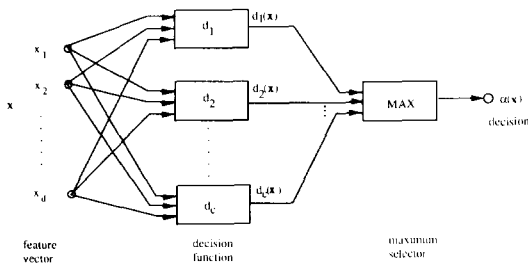 d₁
d₁(x)
x₁
x₂
x
d₂
d₂(x)
MAX
α(x)
decision
x_d
d_c
d_c(x)
feature
vector
decision
function
maximum
selector